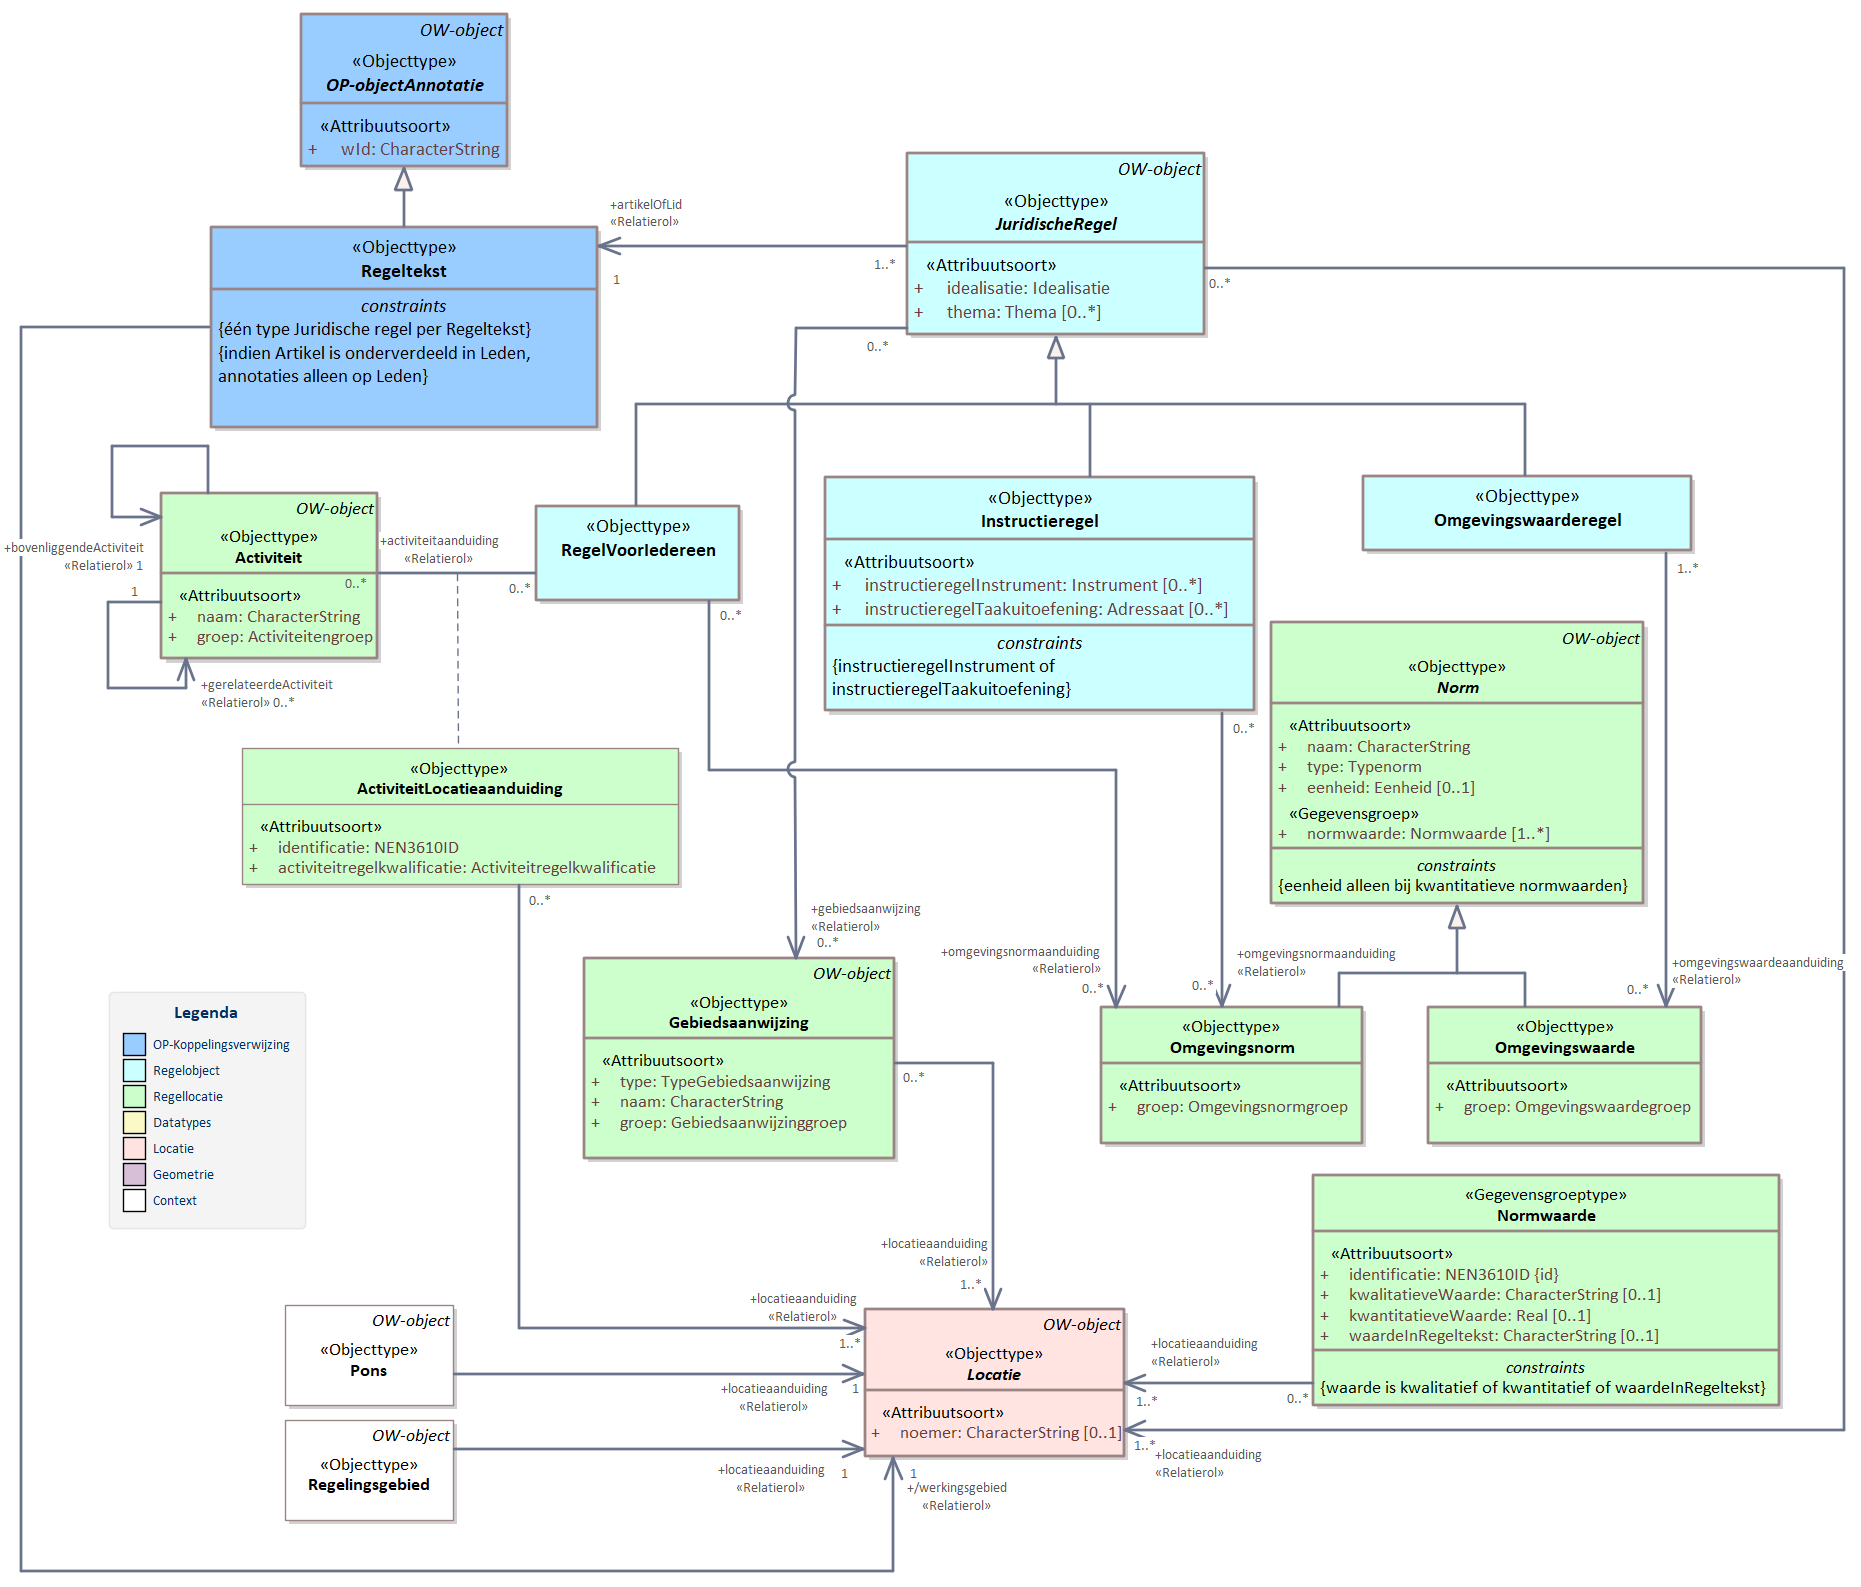 OW-object
«Objecttype»
OP-objectAnnotatie
«Attribuutsoort»
+ wId: CharacterString
OW-object
«Objecttype»
JuridischeRegel
«Attribuutsoort»
+ idealisatie: Idealisatie
+ thema: Thema [0..*]
+artikelOfLid
«Relatierol»
1..*
1
0..*
0..*
«Objecttype»
Regeltekst
constraints
{één type Juridische regel per Regeltekst}
{indien Artikel is onderverdeeld in Leden,
annotaties alleen op Leden}
OW-object
«Objecttype»
Activiteit
«Attribuutsoort»
+ naam: CharacterString
+ groep: Activiteitengroep
+bovenliggendeActiviteit
«Relatierol» 1
1
+gerelateerdeActiviteit
«Relatierol» 0..*
+activiteitaanduiding
«Relatierol»
0..*
0..*
«Objecttype»
RegelVoorIedereen
0..*
«Objecttype»
Instructieregel
«Attribuutsoort»
+ instructieregelInstrument: Instrument [0..*]
+ instructieregelTaakuitoefening: Adressaat [0..*]
constraints
{instructieregelInstrument of
instructieregelTaakuitoefening}
0..*
«Objecttype»
Omgevingswaarderegel
1..*
OW-object
«Objecttype»
Norm
«Attribuutsoort»
+ naam: CharacterString
+ type: Typenorm
+ eenheid: Eenheid [0..1]
«Gegevensgroep»
+ normwaarde: Normwaarde [1..*]
constraints
{eenheid alleen bij kwantitatieve normwaarden}
«Objecttype»
ActiviteitLocatieaanduiding
«Attribuutsoort»
+ identificatie: NEN3610ID
+ activiteitregelkwalificatie: Activiteitregelkwalificatie
0..*
+gebiedsaanwijzing
«Relatierol»
0..*
+omgevingsnormaanduiding
«Relatierol»
0..*
+omgevingsnormaanduiding
«Relatierol»
0..*
+omgevingswaardeaanduiding
«Relatierol»
0..*
OW-object
«Objecttype»
Gebiedsaanwijzing
«Attribuutsoort»
+ type: TypeGebiedsaanwijzing
+ naam: CharacterString
+ groep: Gebiedsaanwijzinggroep
0..*
«Objecttype»
Omgevingsnorm
«Attribuutsoort»
+ groep: Omgevingsnormgroep
«Objecttype»
Omgevingswaarde
«Attribuutsoort»
+ groep: Omgevingswaardegroep
Legenda
OP-Koppelingsverwijzing
Regelobject
Regellocatie
Datatypes
Locatie
Geometrie
Context
«Gegevensgroeptype»
Normwaarde
«Attribuutsoort»
+ identificatie: NEN3610ID {id}
+ kwalitatieveWaarde: CharacterString [0..1]
+ kwantitatieveWaarde: Real [0..1]
+ waardeInRegeltekst: CharacterString [0..1]
constraints
{waarde is kwalitatief of kwantitatief of waardeInRegeltekst}
+locatieaanduiding
«Relatierol»
1..*
+locatieaanduiding
«Relatierol»
1..*
OW-object
«Objecttype»
Locatie
«Attribuutsoort»
+ noemer: CharacterString [0..1]
+locatieaanduiding
«Relatierol»
1..*
0..*
1..*
+locatieaanduiding
«Relatierol»
OW-object
«Objecttype»
Pons
+locatieaanduiding
«Relatierol»
1
OW-object
«Objecttype»
Regelingsgebied
+locatieaanduiding
«Relatierol»
1
1
+/werkingsgebied
«Relatierol»